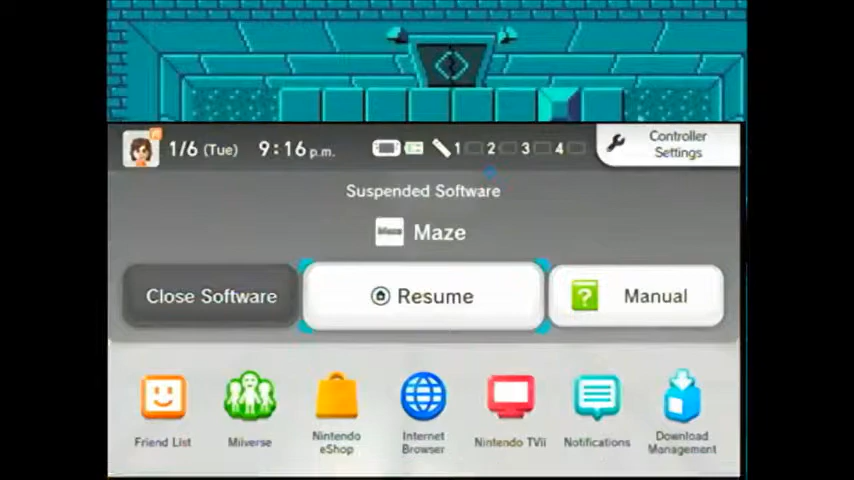 1/6 (Tue) 9:16 p.m. 1 2 3 4
Controller
Settings
Suspended Software
Maze
Close Software
Resume
? Manual
Friend List
Miiverse
Nintendo
eShop
Internet
Browser
Nintendo TVii
Notifications
Download
Management